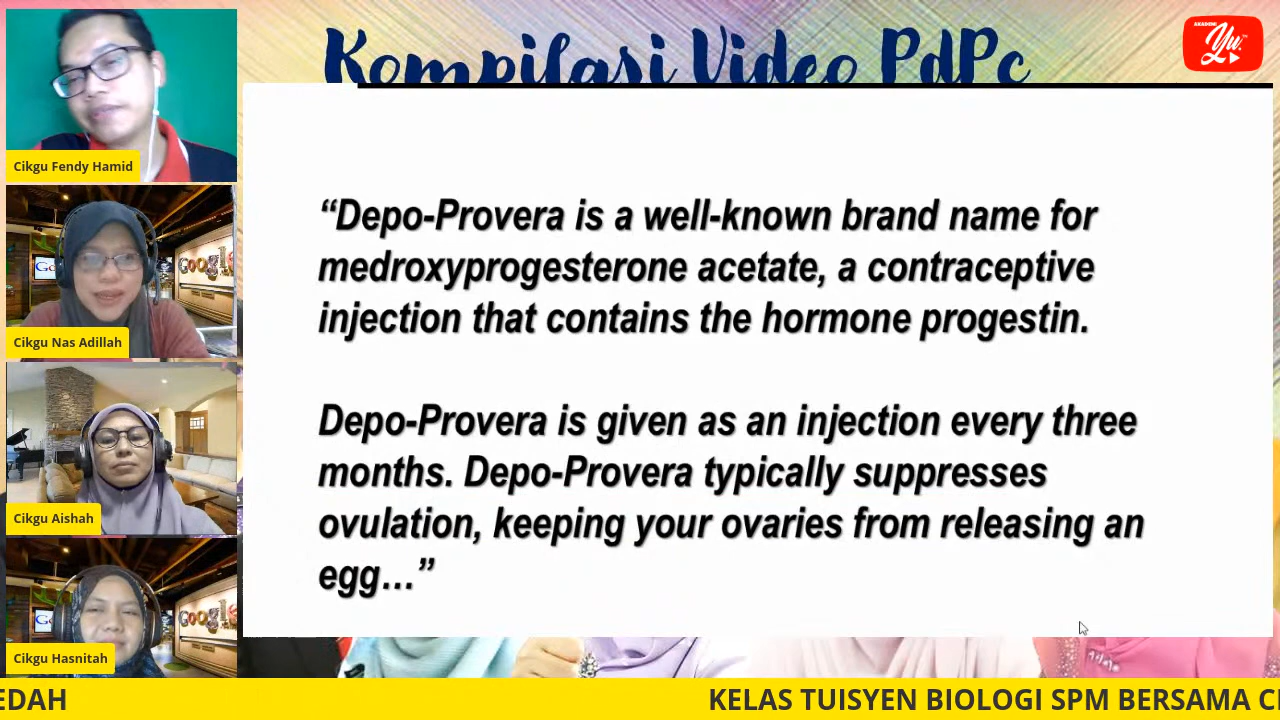 Kompilasi Video PdPc
AKADEMI
Yu.
Cikgu Fendy Hamid
Cikgu Nas Adillah
Cikgu Aishah
Cikgu Hasnitah
“Depo-Provera is a well-known brand name for
medroxyprogesterone acetate, a contraceptive
injection that contains the hormone progestin.
Depo-Provera is given as an injection every three
months. Depo-Provera typically suppresses
ovulation, keeping your ovaries from releasing an
egg...”
EDAH
KELAS TUISYEN BIOLOGI SPM BERSAMA CI